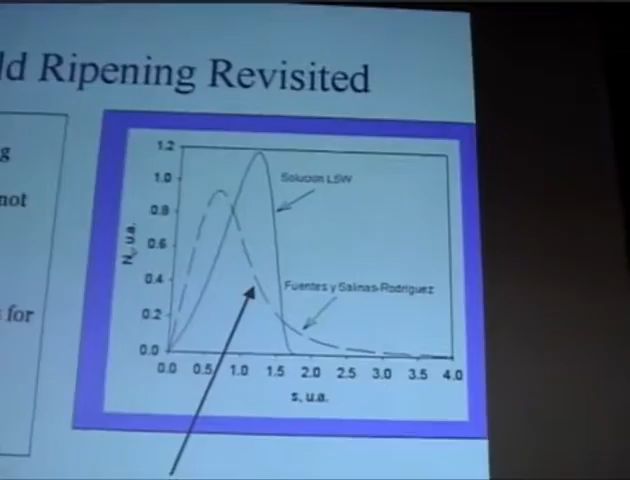 ld Ripening Revisited
g
not
for
1.2
1.0
0.8
0.6
0.4
0.2
0.0
N, u.a.
Solucion LSW
Fuentes y Salinas-Rodriguez
0.0 0.5 1.0 1.5 2.0 2.5 3.0 3.5 4.0
s, u.a.